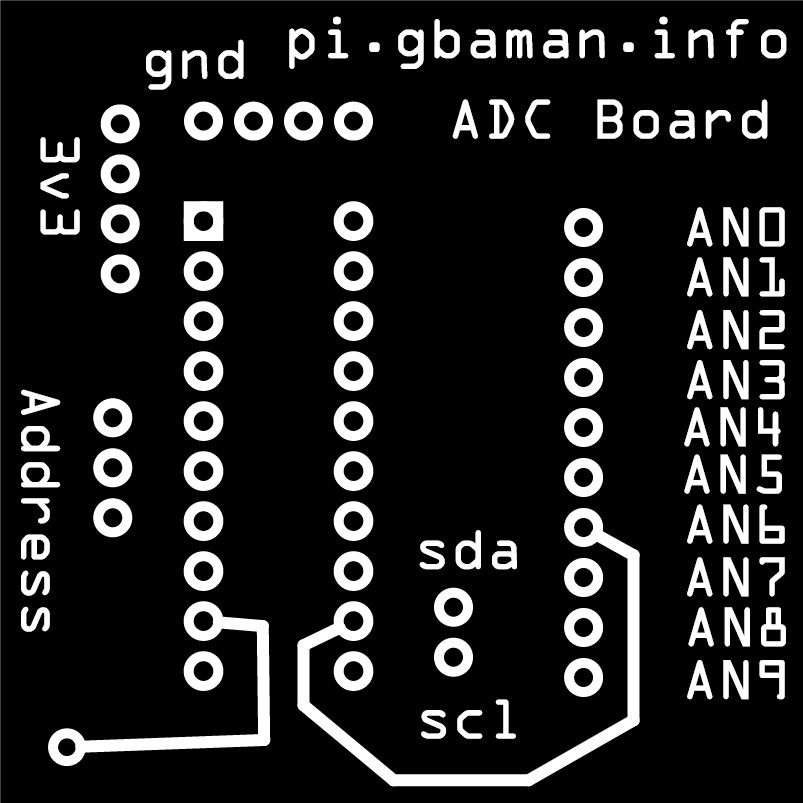 pi.gbaman.info
gnd
ADC Board
3v3
AN0
AN1
AN2
AN3
AN4
AN5
AN6
AN7
AN8
AN9
Address
sda
scl